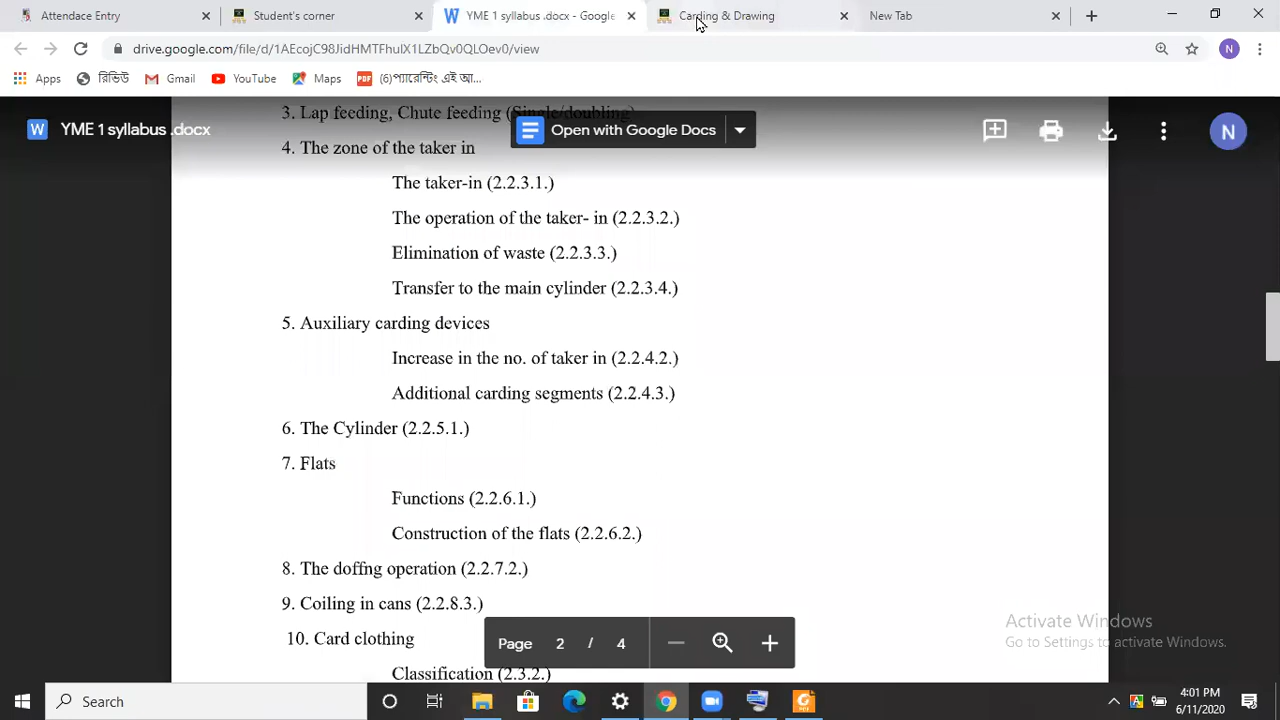 Attendace Entry
Student's corner
YME 1 syllabus .docx - Google
Carding & Drawing
New Tab
drive.google.com/file/d/1AEcojC98JidHMTFhulX1LZbQv0QLOev0/view
N
Apps
রিভিউ
Gmail
YouTube
Maps
PDF
(6)প্যারেন্টিং এই আ...
3. Lap feeding, Chute feeding (Single/doubling)
W
YME 1 syllabus .docx
Open with Google Docs
N
4. The zone of the taker in
The taker-in (2.2.3.1.)
The operation of the taker- in (2.2.3.2.)
Elimination of waste (2.2.3.3.)
Transfer to the main cylinder (2.2.3.4.)
5. Auxiliary carding devices
Increase in the no. of taker in (2.2.4.2.)
Additional carding segments (2.2.4.3.)
6. The Cylinder (2.2.5.1.)
7. Flats
Functions (2.2.6.1.)
Construction of the flats (2.2.6.2.)
8. The doffng operation (2.2.7.2.)
9. Coiling in cans (2.2.8.3.)
10. Card clothing
Classification (2.3.2.)
Page 2 / 4
Activate Windows
Go to Settings to activate Windows.
Search
4:01 PM
6/11/2020